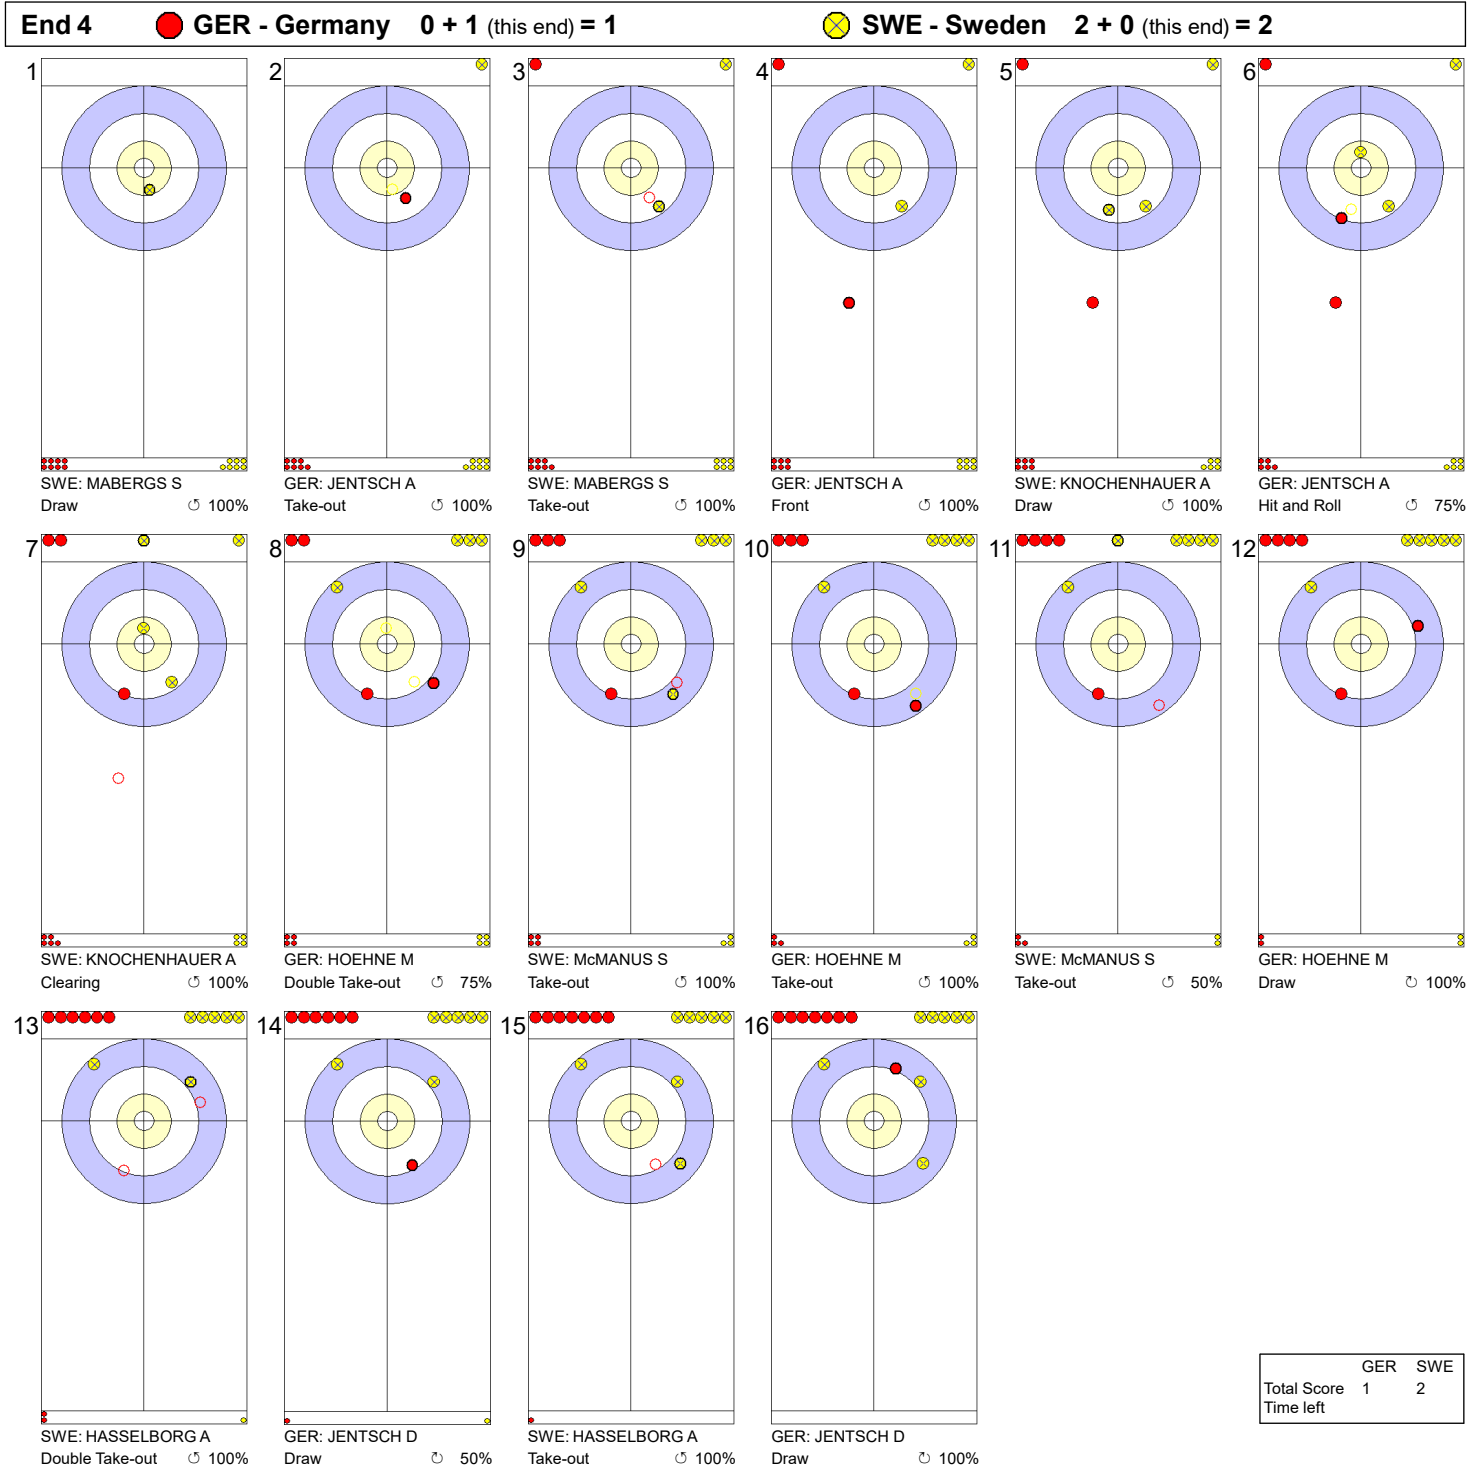 End 4 GER - Germany 0 + 1 (this end) = 1 SWE - Sweden 2 + 0 (this end) = 2
1 2 3 4 5 6
SWE: MABERGS S GER: JENTSCH A SWE: MABERGS S GER: JENTSCH A SWE: KNOCHENHAUER A GER: JENTSCH A
Draw ↺ 100% Take-out ↺ 100% Take-out ↺ 100% Front ↺ 100% Draw ↺ 100% Hit and Roll ↺ 75%
7 8 9 10 11 12
SWE: KNOCHENHAUER A GER: HOEHNE M SWE: McMANUS S GER: HOEHNE M SWE: McMANUS S GER: HOEHNE M
Clearing ↺ 100% Double Take-out ↺ 75% Take-out ↺ 100% Take-out ↺ 100% Take-out ↺ 50% Draw ↻ 100%
13 14 15 16
SWE: HASSELBORG A GER: JENTSCH D SWE: HASSELBORG A GER: JENTSCH D
Double Take-out ↺ 100% Draw ↺ 50% Take-out ↺ 100% Draw ↻ 100%
GER SWE
Total Score 1 2
Time left